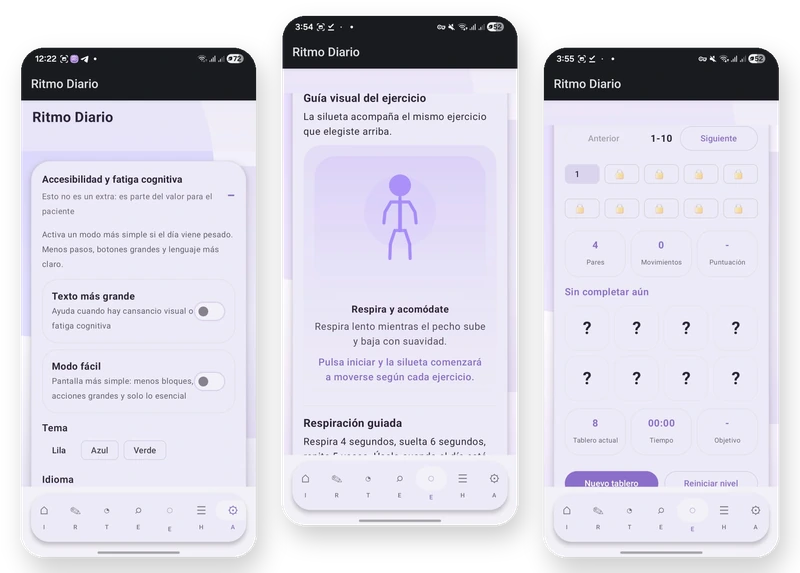 12:22
72
Ritmo Diario
Ritmo Diario
Accesibilidad y fatiga cognitiva
Esto no es un extra: es parte del valor para el
paciente
Activa un modo más simple si el día viene pesado.
Menos pasos, botones grandes y lenguaje más
claro.
Texto más grande
Ayuda cuando hay cansancio visual o
fatiga cognitiva
Modo fácil
Pantalla más simple: menos bloques,
acciones grandes y solo lo esencial
Tema
Lila Azul Verde
Idioma
I R T E E H A
3:54
52
Ritmo Diario
Guía visual del ejercicio
La silueta acompaña el mismo ejercicio
que elegiste arriba.
Respira y acomódate
Respira lento mientras el pecho sube
y baja con suavidad.
Pulsa iniciar y la silueta comenzará
a moverse según cada ejercicio.
Respiración guiada
Respira 4 segundos, suelta 6 segundos,
I R T E E H A
3:55
52
Ritmo Diario
Anterior 1-10 Siguiente
1
4 0 -
Pares Movimientos Puntuación
Sin completar aún
? ? ? ?
? ? ? ?
8 00:00 -
Tablero actual Tiempo Objetivo
Nuevo tablero Reiniciar nivel
I R T E E H A